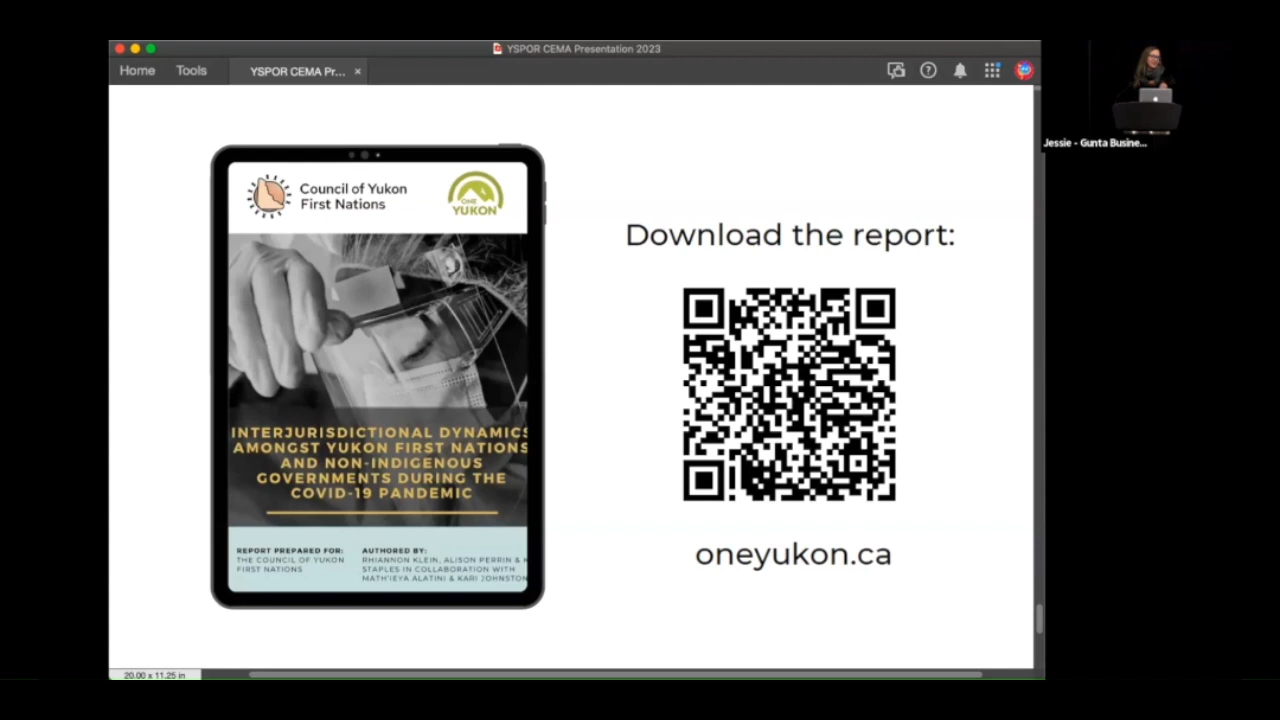 YSPOR CEMA Presentation 2023
Home
Tools
YSPOR CEMA Pr...
Jessie - Gunta Busine...
Council of Yukon
First Nations
ONE
YUKON
Download the report:
INTERJURISDICTIONAL DYNAMICS
AMONGST YUKON FIRST NATIONS
AND NON-INDIGENOUS
GOVERNMENTS DURING THE
COVID-19 PANDEMIC
REPORT PREPARED FOR:
THE COUNCIL OF YUKON
FIRST NATIONS
AUTHORED BY:
RHIANNON KLEIN, ALISON PERRIN & K
STAPLES IN COLLABORATION WITH
MATH'IEYA ALATINI & KARI JOHNSTON
oneyukon.ca
20.00 x 11.25 in